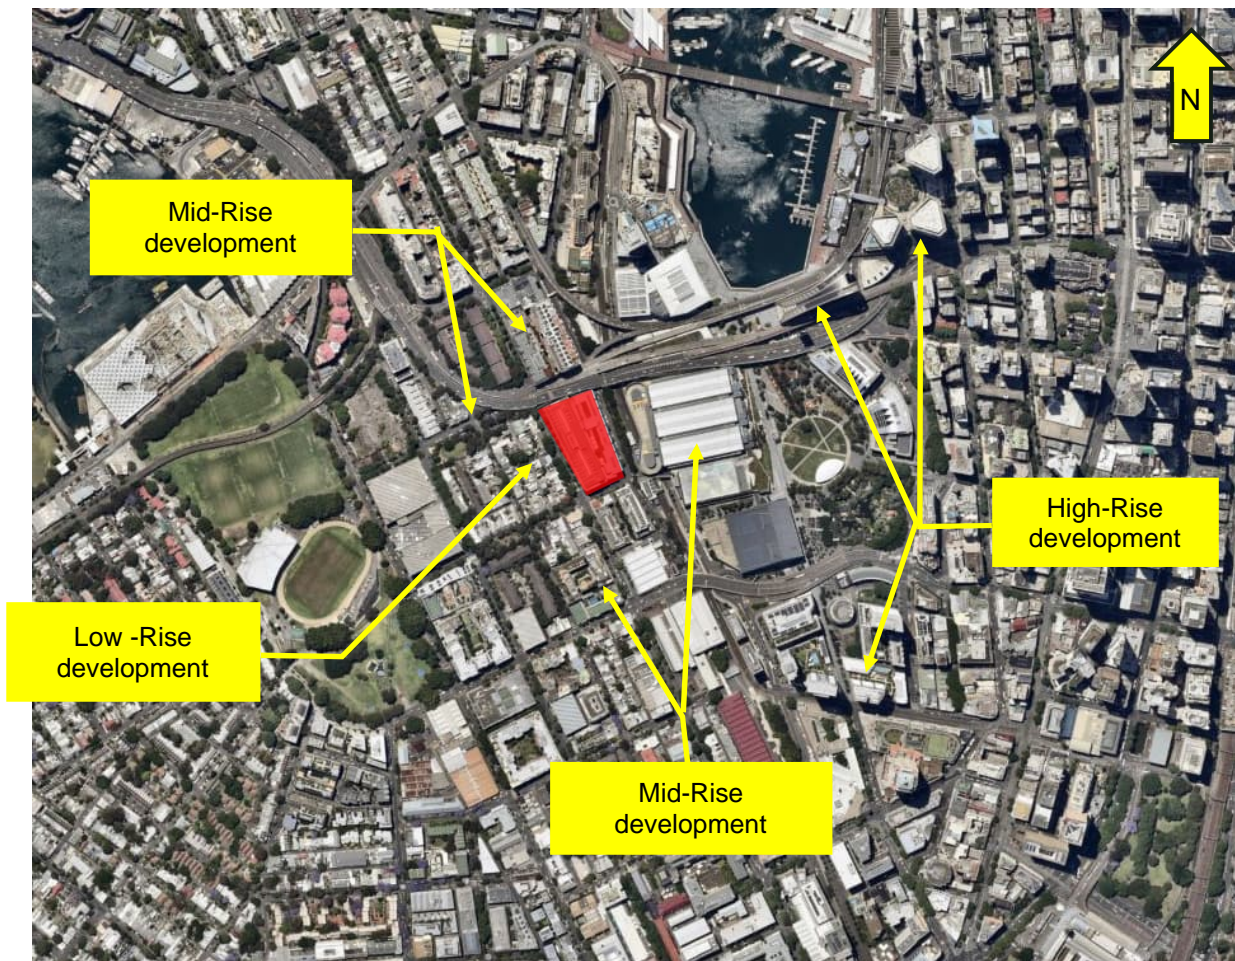 N
Mid-Rise
development
High-Rise
development
Low -Rise
development
Mid-Rise
development